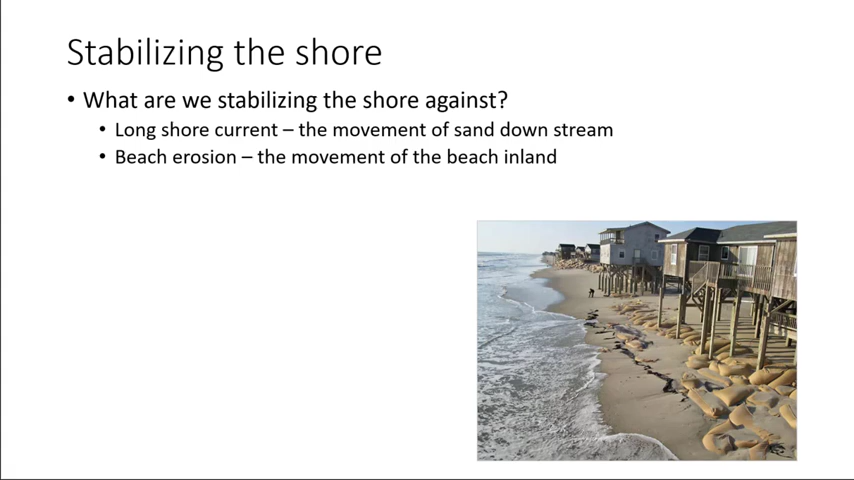 Stabilizing the shore
• What are we stabilizing the shore against?
• Long shore current – the movement of sand down stream
• Beach erosion – the movement of the beach inland